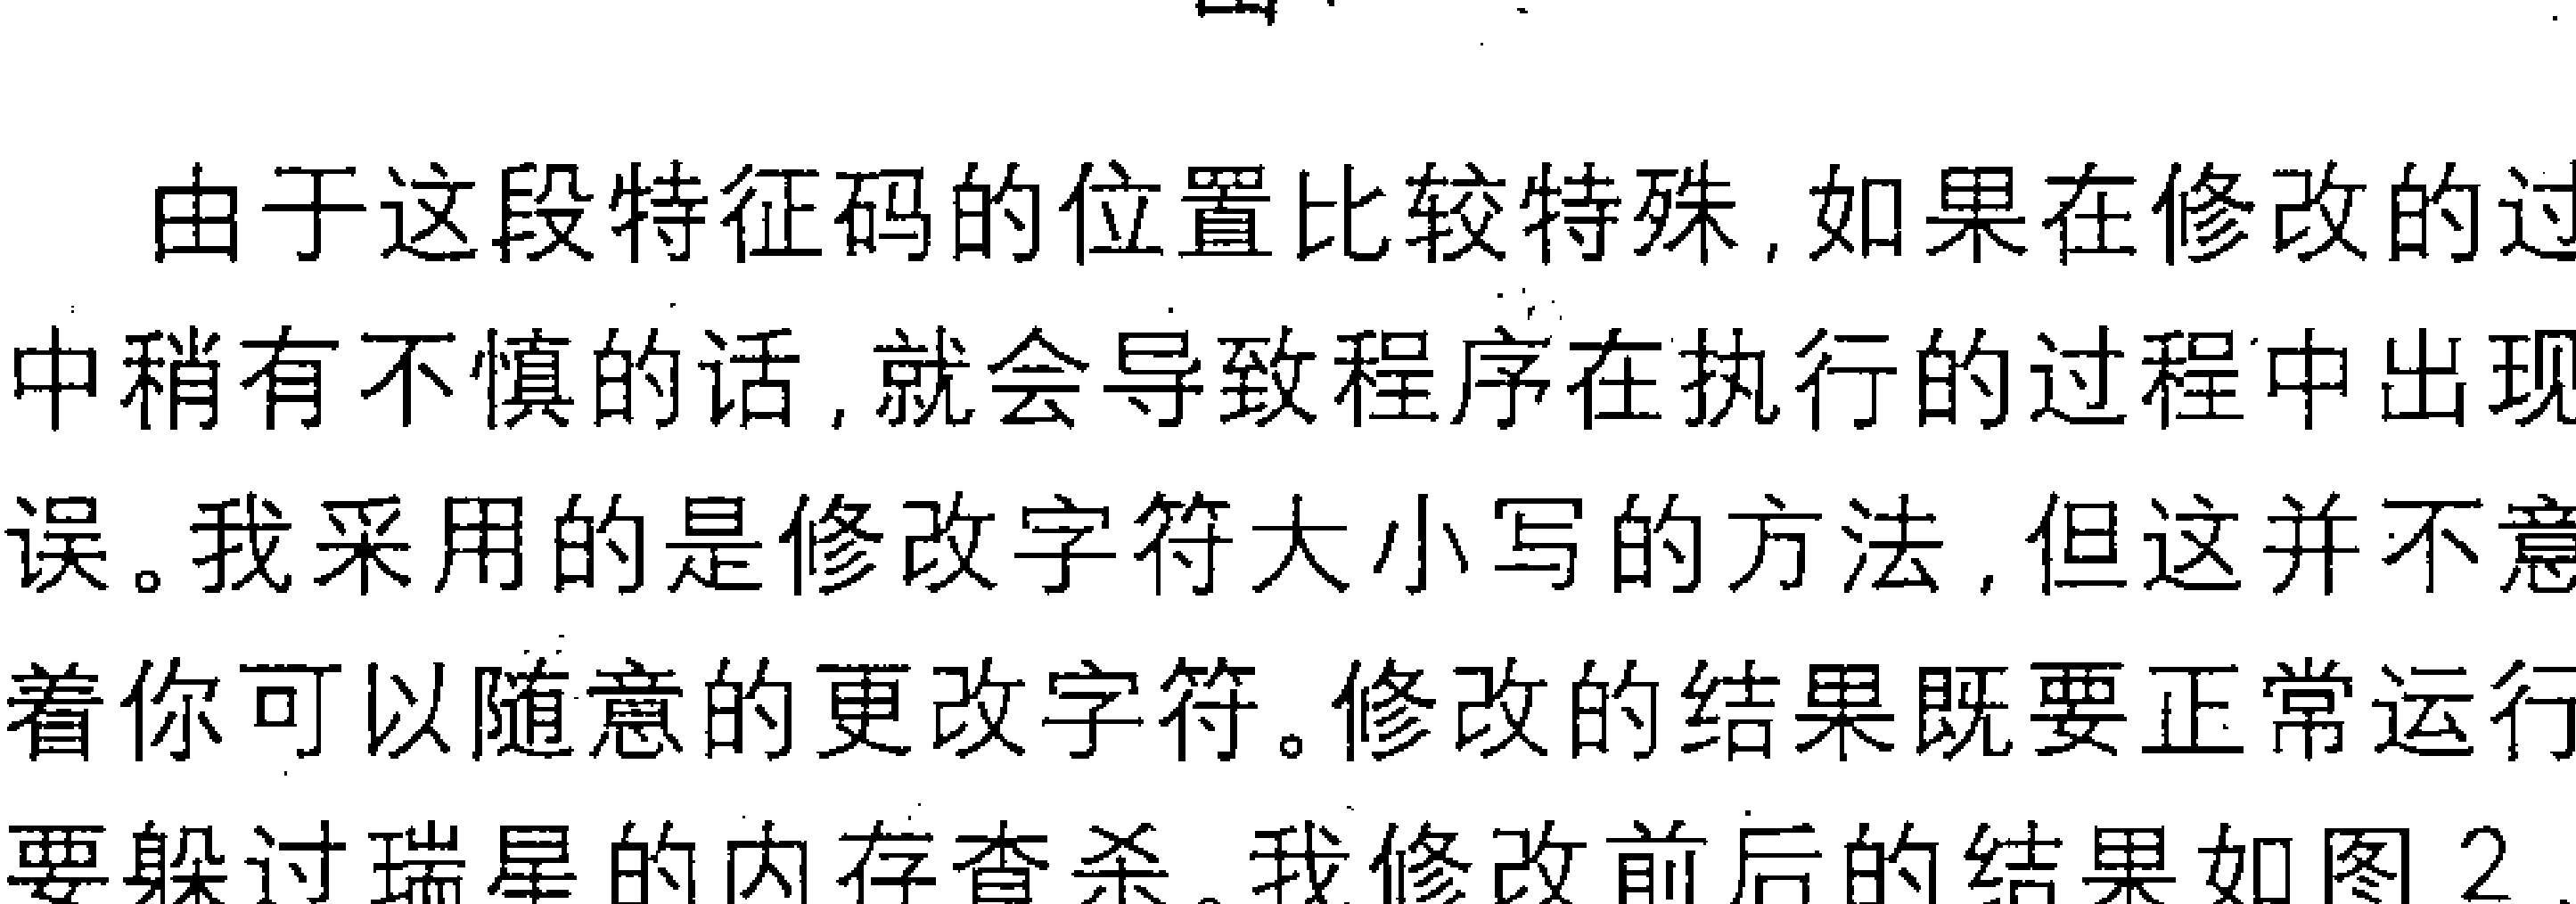 由于这段特征码的位置比较特殊,如果在修改的过
中稍有不慎的话,就会导致程序在执行的过程中出现
误。我采用的是修改字符大小写的方法,但这并不意
着你可以随意的更改字符。修改的结果既要正常运行
要躲过瑞星的内存查杀。我修改前后的结果如图 2